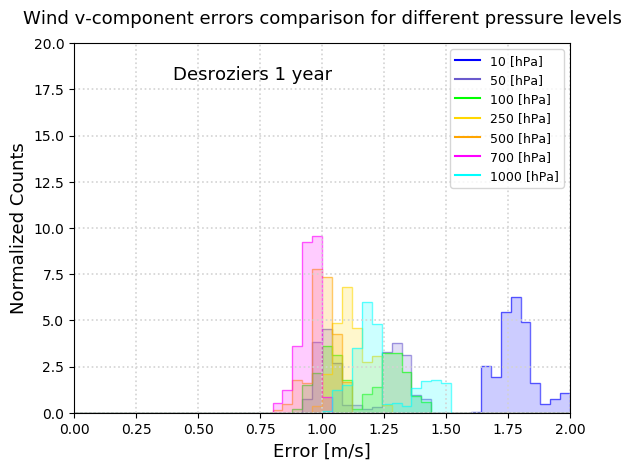 Wind v-component errors comparison for different pressure levels
Desroziers 1 year
10 [hPa]
50 [hPa]
100 [hPa]
250 [hPa]
500 [hPa]
700 [hPa]
1000 [hPa]
Normalized Counts
20.0
17.5
15.0
12.5
10.0
7.5
5.0
2.5
0.0
0.00 0.25 0.50 0.75 1.00 1.25 1.50 1.75 2.00
Error [m/s]